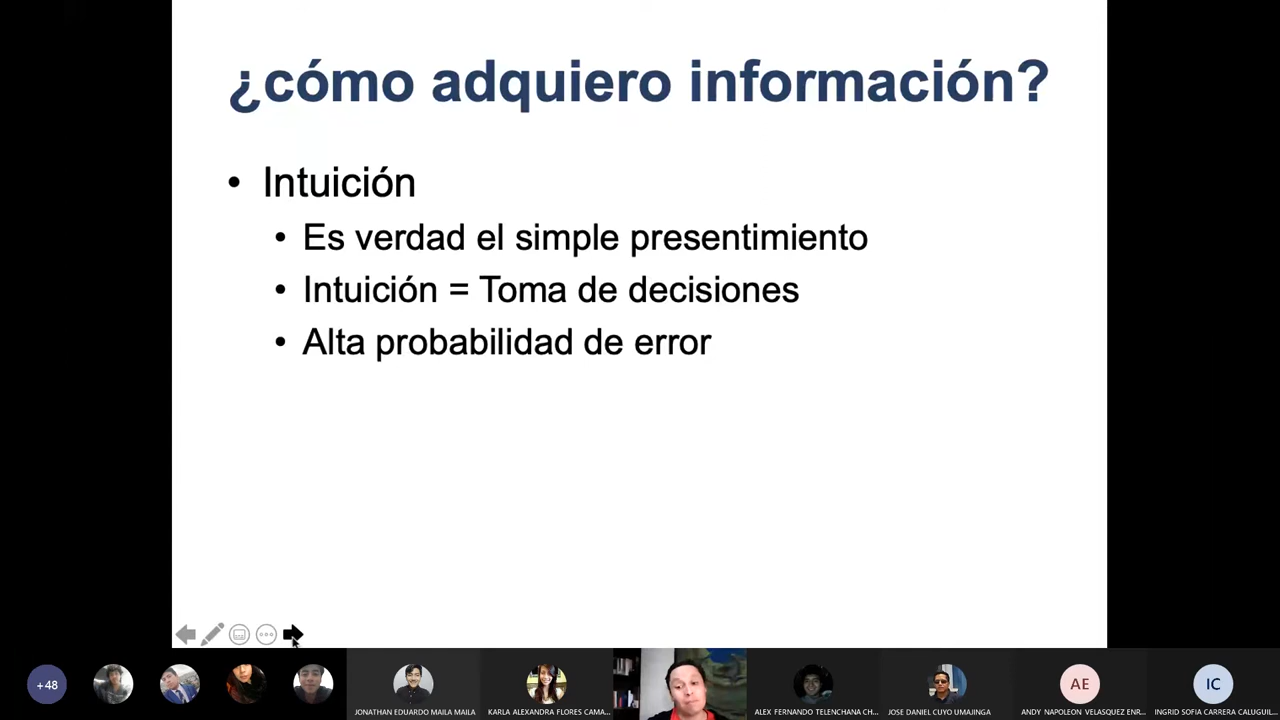 ¿cómo adquiero información?
• Intuición
• Es verdad el simple presentimiento
• Intuición = Toma de decisiones
• Alta probabilidad de error
+48
JONATHAN EDUARDO MAILA MAILA
KARLA ALEXANDRA FLORES CAMA...
ALEX FERNANDO TELENCHANA CH...
JOSE DANIEL CUYO UMAJINGA
AE
ANDY NAPOLEON VELASQUEZ ENR...
IC
INGRID SOFIA CARRERA CALUGUIL...